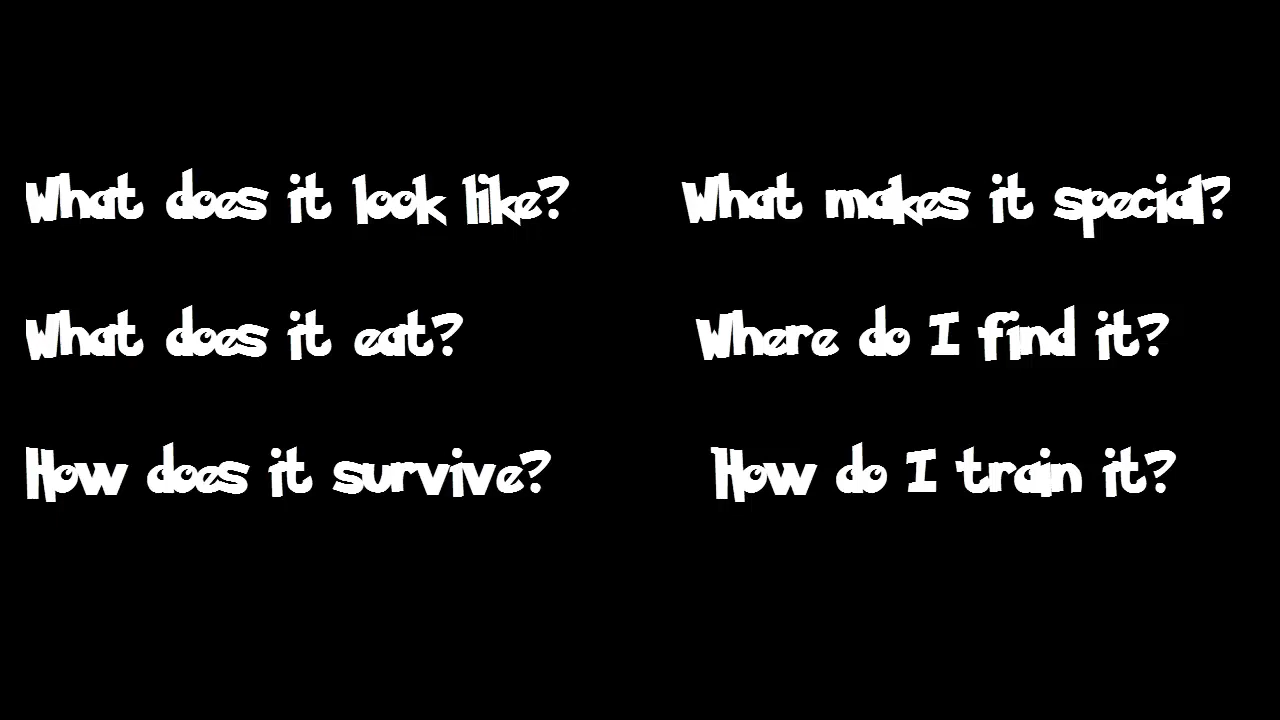 What does it look like?
What does it eat?
How does it survive?
What makes it special?
Where do I find it?
How do I train it?